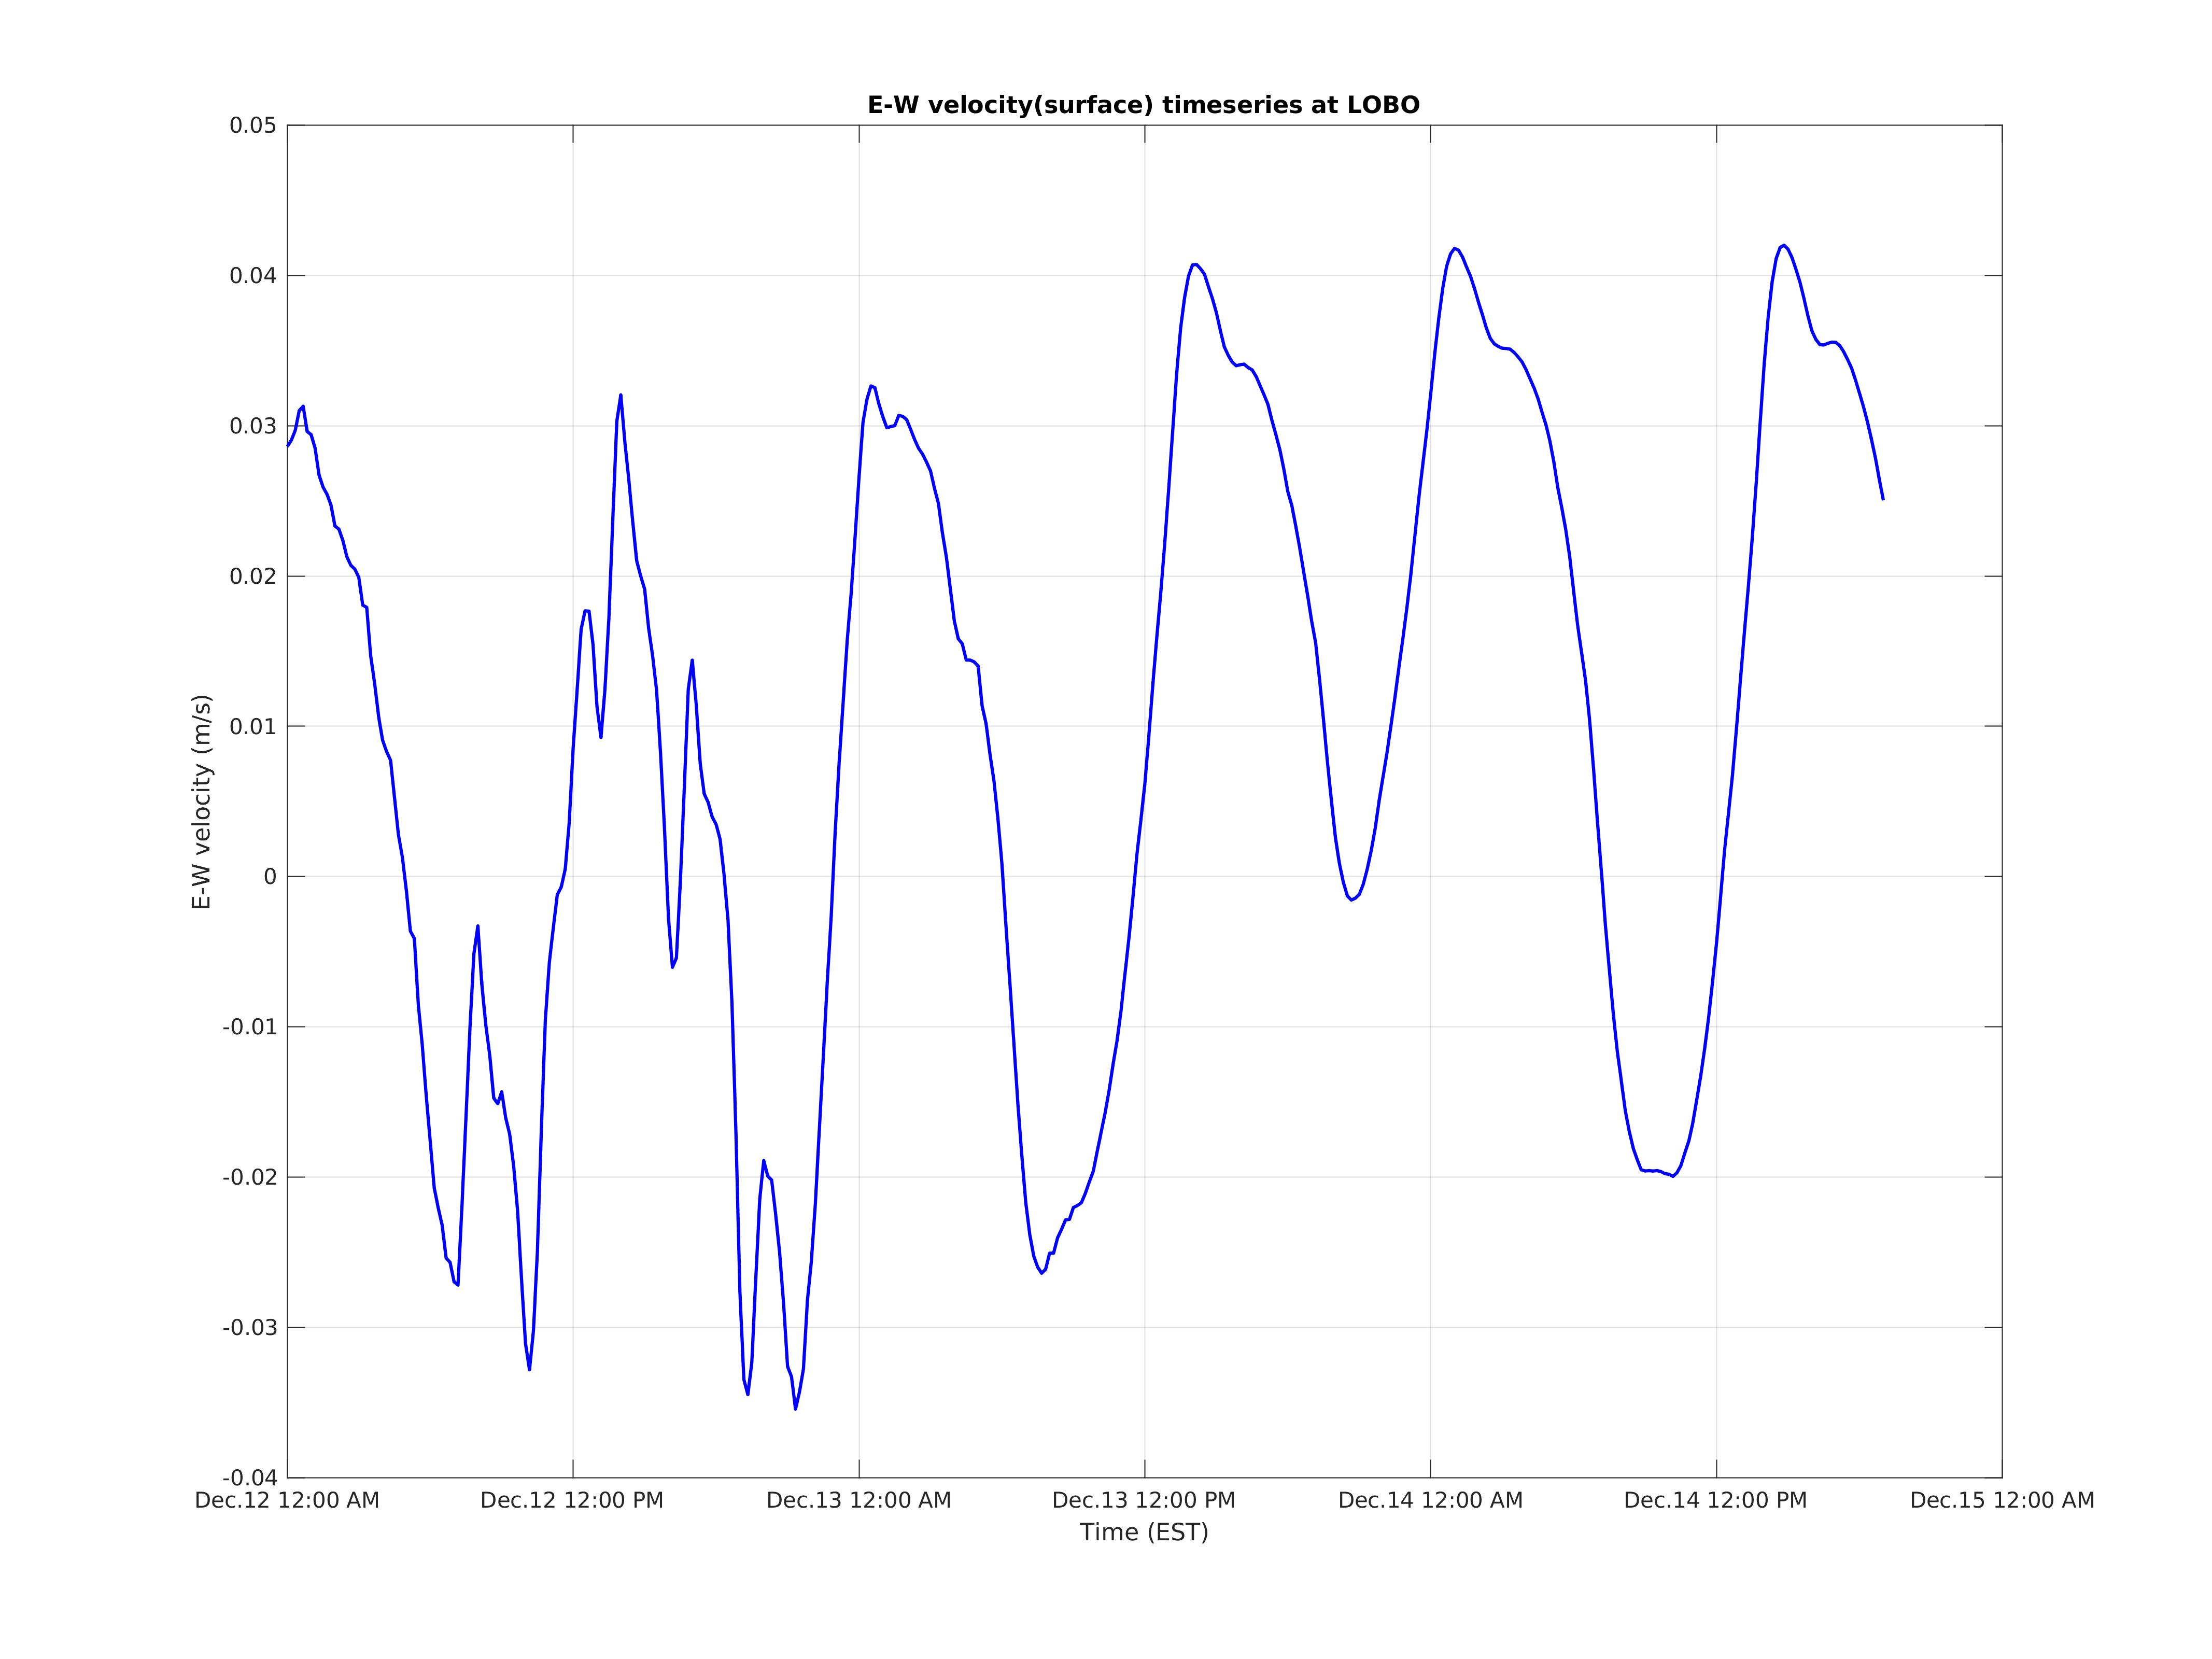 E-W velocity(surface) timeseries at LOBO
0.05
0.04
0.03
0.02
0.01
0
-0.01
-0.02
-0.03
-0.04
E-W velocity (m/s)
Dec.12 12:00 AM
Dec.12 12:00 PM
Dec.13 12:00 AM
Dec.13 12:00 PM
Dec.14 12:00 AM
Dec.14 12:00 PM
Dec.15 12:00 AM
Time (EST)